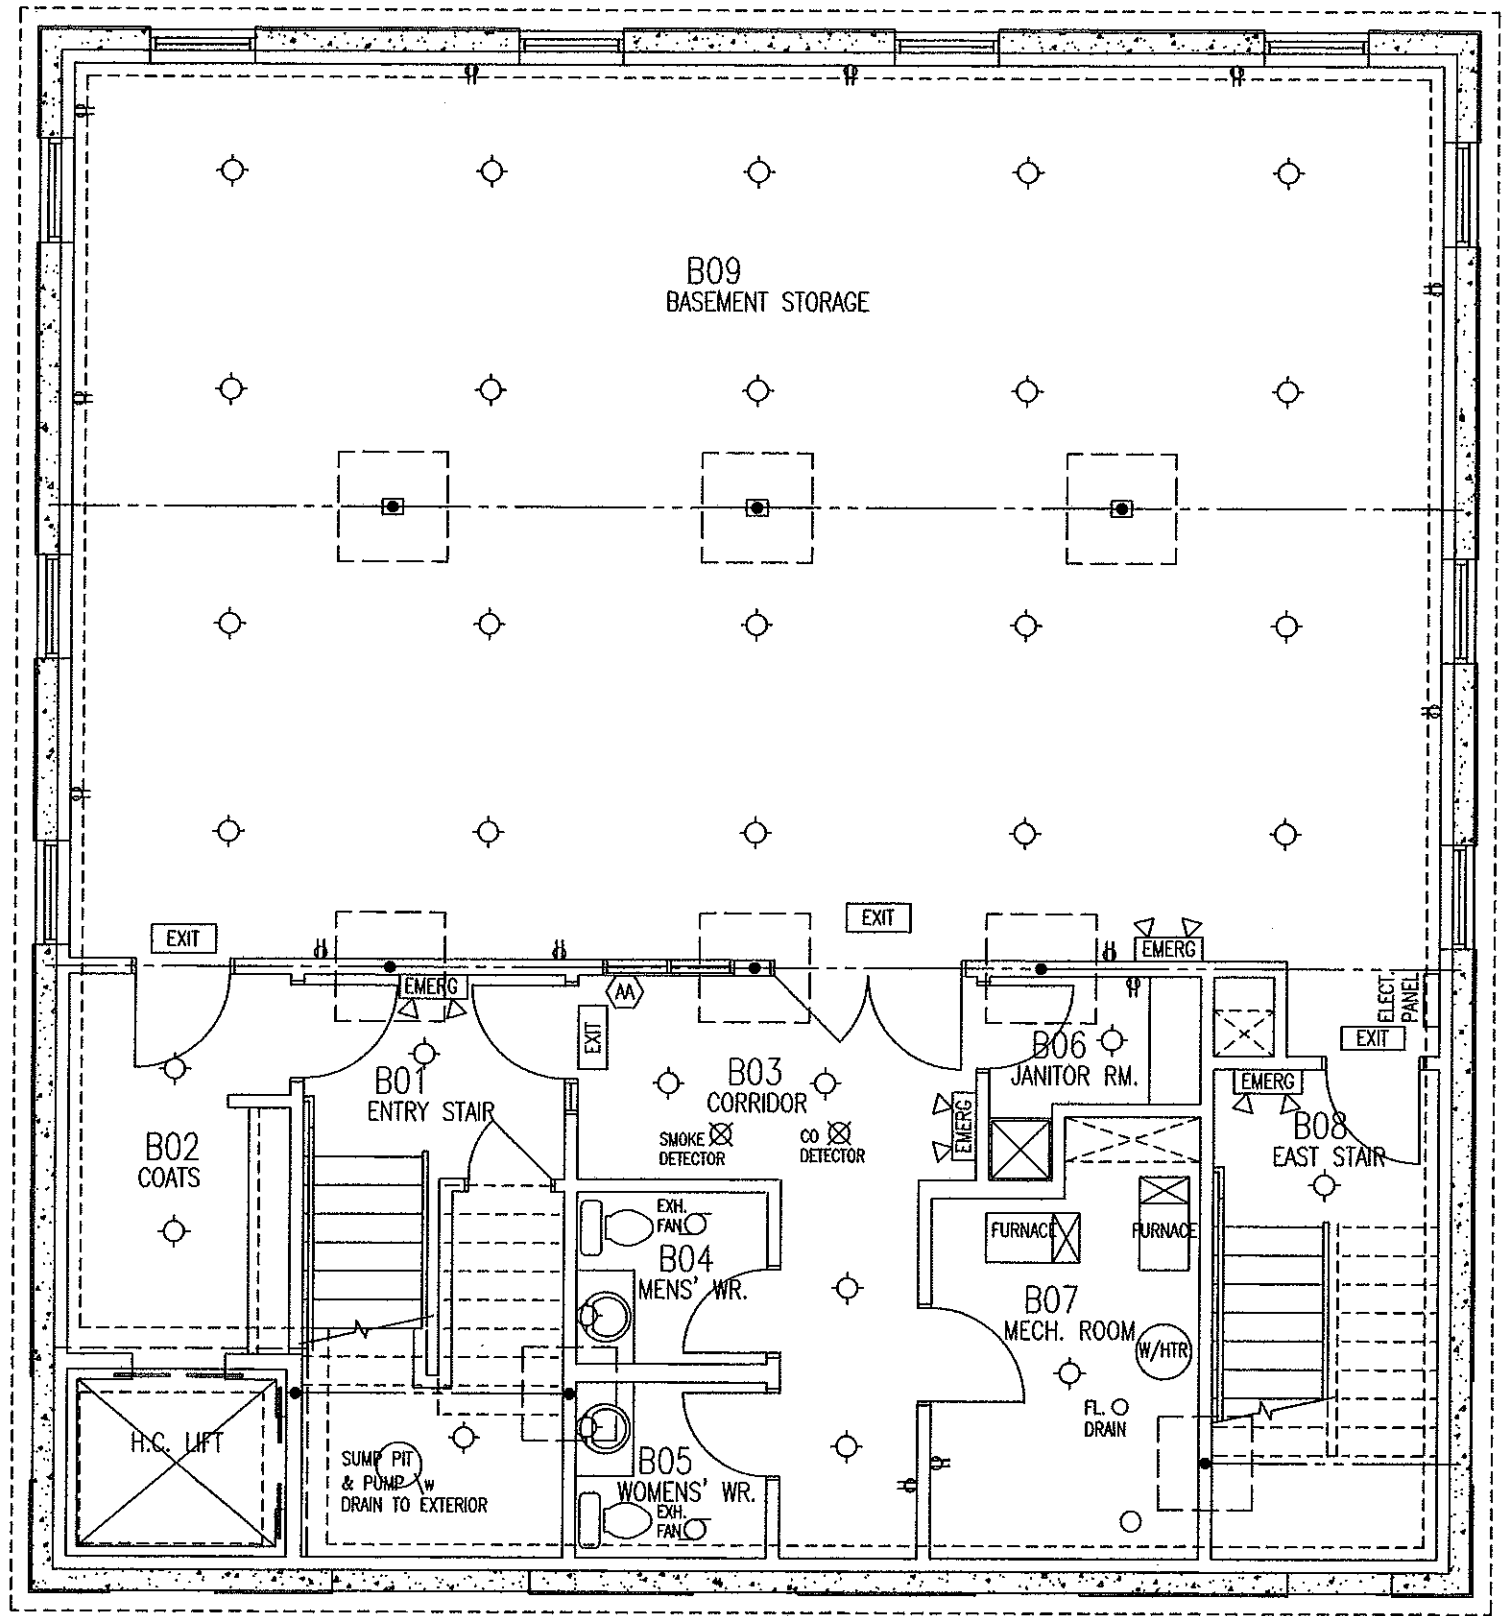 B09
BASEMENT STORAGE
EXIT
EXIT
EMERG
EMERG
AA
EXIT
ELECT.
PANEL
EXIT
B01
ENTRY STAIR
B03
CORRIDOR
B06
JANITOR RM.
EMERG
EMERG
B02
COATS
SMOKE
DETECTOR
CO
DETECTOR
B08
EAST STAIR
EXH.
FAN
B04
MENS' WR.
FURNACE
FURNACE
B07
MECH. ROOM
W/HTR
FL.
DRAIN
H.C. LIFT
SUMP PIT
& PUMP w
DRAIN TO EXTERIOR
B05
WOMENS' WR.
EXH.
FAN